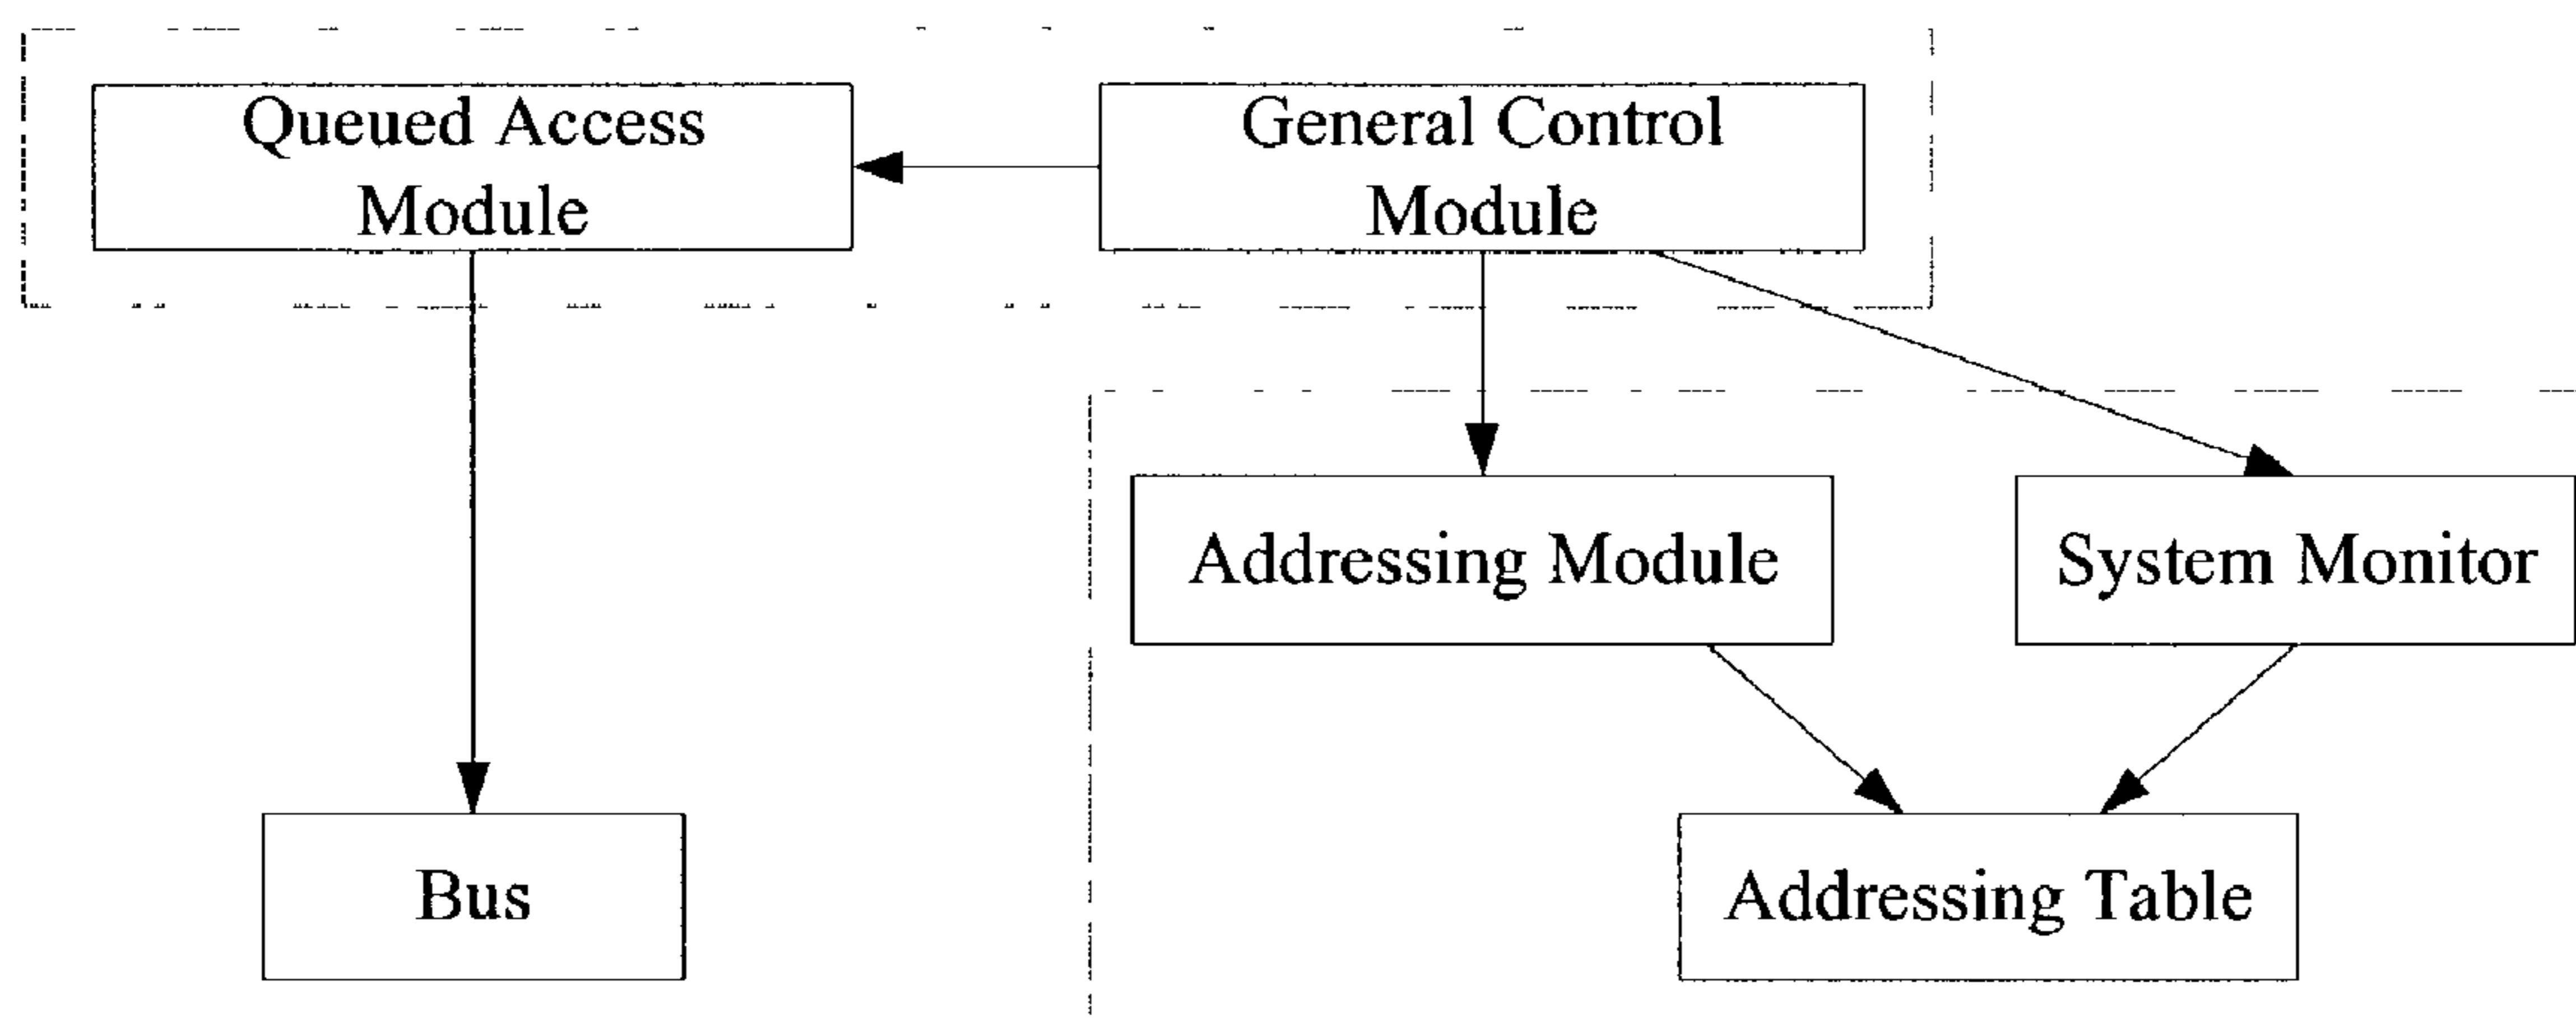 Queued Access
Module
General Control
Module
Addressing Module
System Monitor
Bus
Addressing Table